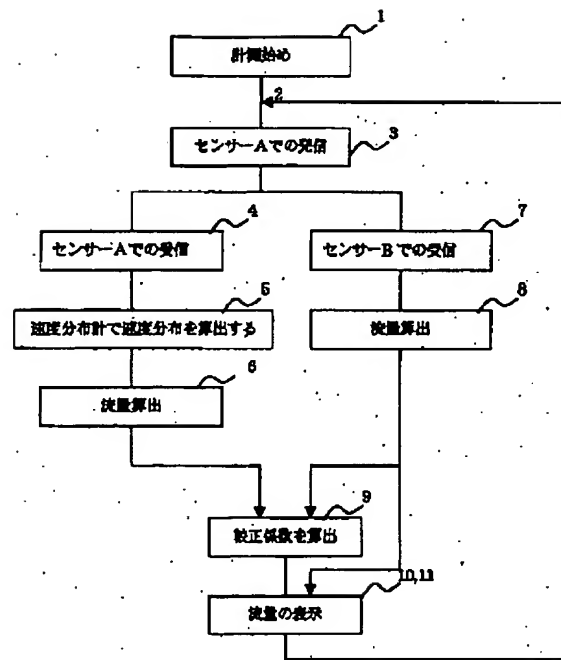 1
計測始め
2
センサーAでの発信
3
4
センサーAでの受信
7
センサーBでの受信
5
速度分布計で速度分布を算出する
8
流量算出
6
流量算出
9
較正係数を算出
10,11
流量の表示